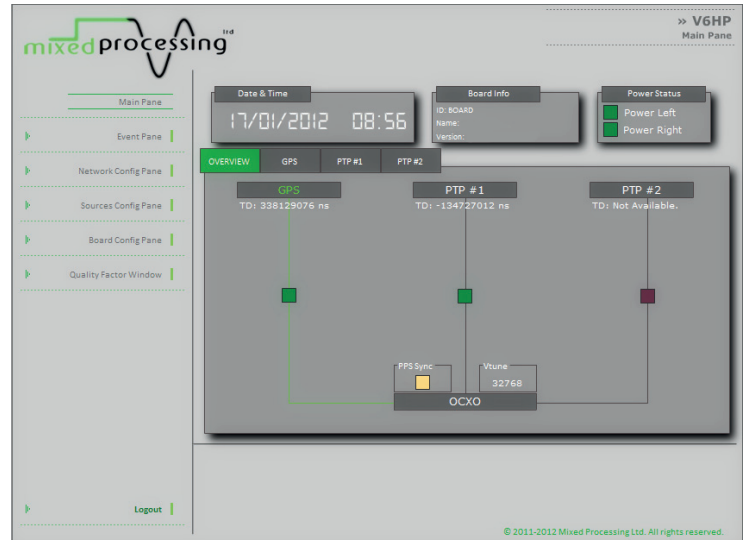 mixed processing ltd
» V6HP
Main Pane
Main Pane
Event Pane
Network Config Pane
Sources Config Pane
Board Config Pane
Quality Factor Window
Logout
Date & Time
17/01/2012 08:56
Board Info
ID: BOARD
Name:
Version:
Power Status
Power Left
Power Right
OVERVIEW GPS PTP #1 PTP #2
GPS PTP #1 PTP #2
TD: 338129076 ns TD: -134727012 ns TD: Not Available.
PPS Sync Vtune
32768
OCXO
© 2011-2012 Mixed Processing Ltd. All rights reserved.